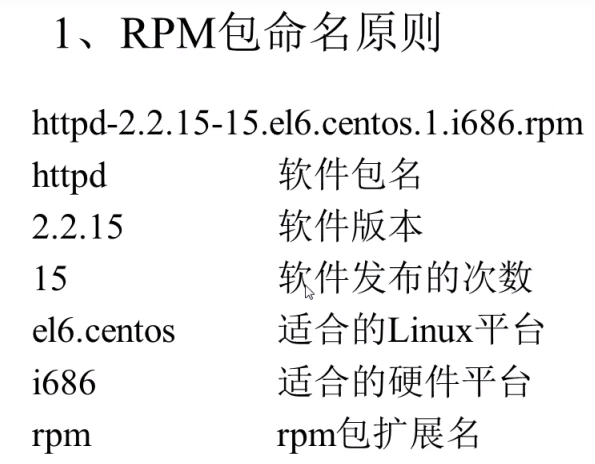 1、RPM包命名原则
httpd-2.2.15-15.el6.centos.1.i686.rpm
httpd 软件包名
2.2.15 软件版本
15 软件发布的次数
el6.centos 适合的Linux平台
i686 适合的硬件平台
rpm rpm包扩展名